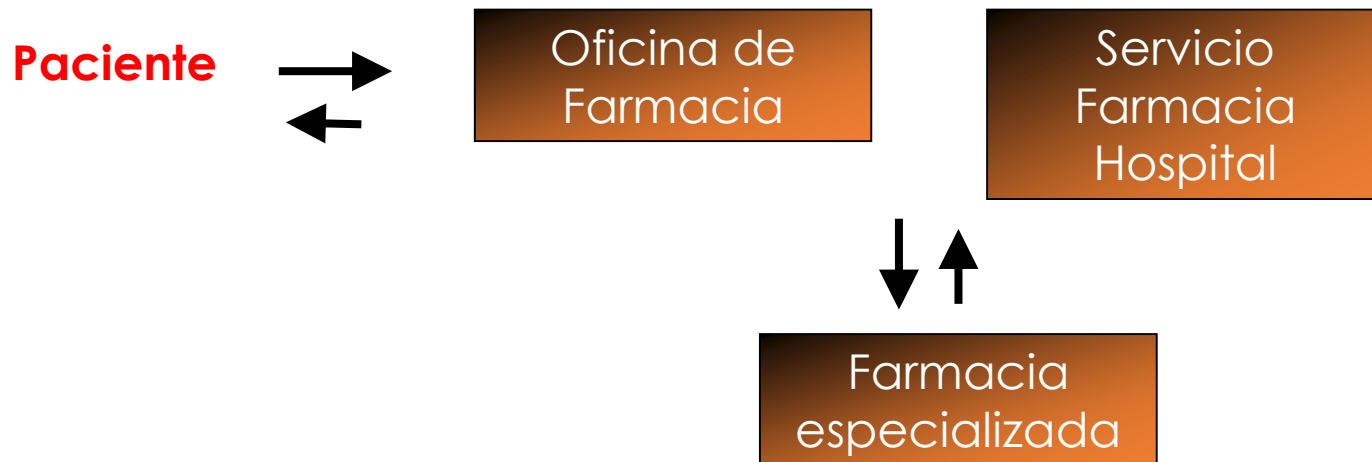 Paciente
Oficina de
Farmacia
Servicio
Farmacia
Hospital
Farmacia
especializada